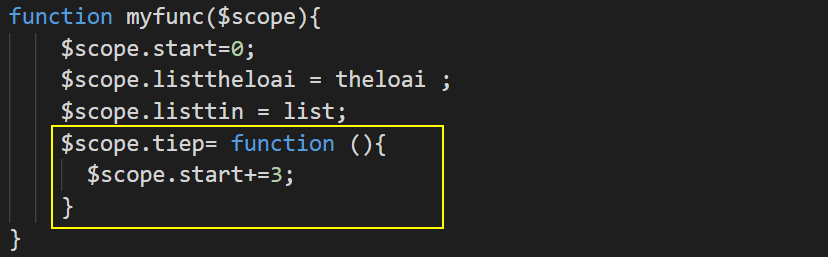 function myfunc($scope){
    $scope.start=0;
    $scope.listtheloai = theloai ;
    $scope.listtin = list;
    $scope.tiep= function (){
      $scope.start+=3;
    }
}